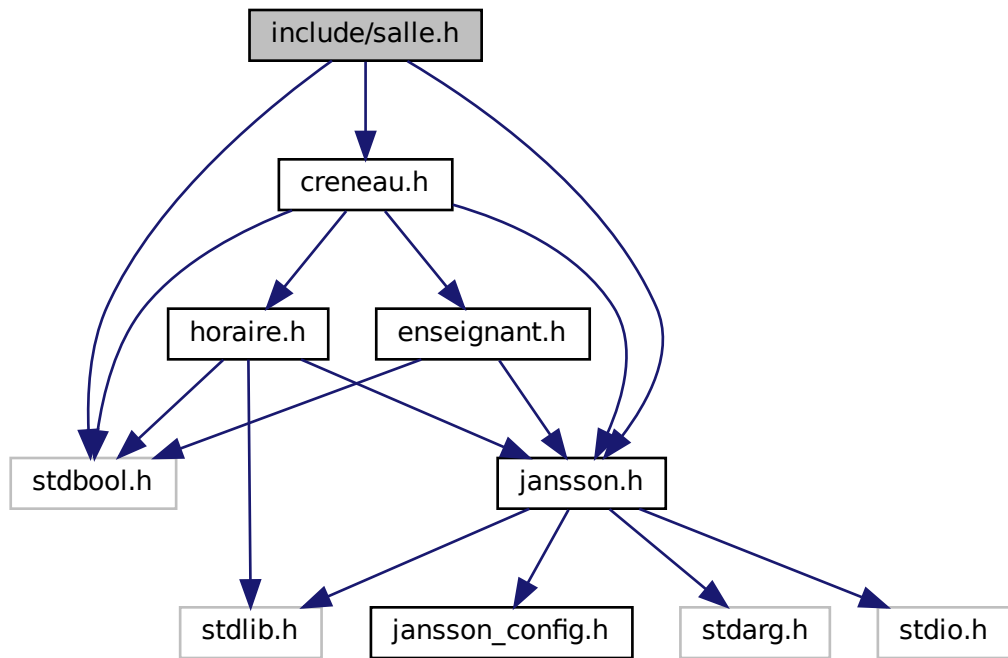 include/salle.h
creneau.h
horaire.h
enseignant.h
stdbool.h
jansson.h
stdlib.h
jansson_config.h
stdarg.h
stdio.h